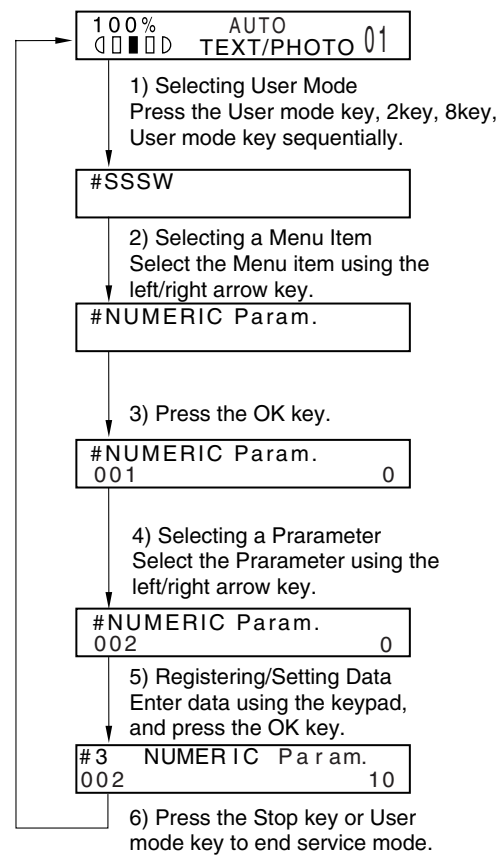 100% AUTO
TEXT/PHOTO 01
1) Selecting User Mode
Press the User mode key, 2key, 8key,
User mode key sequentially.
#SSSW
2) Selecting a Menu Item
Select the Menu item using the
left/right arrow key.
#NUMERIC Param.
3) Press the OK key.
#NUMERIC Param.
001 0
4) Selecting a Prarameter
Select the Prarameter using the
left/right arrow key.
#NUMERIC Param.
002 0
5) Registering/Setting Data
Enter data using the keypad,
and press the OK key.
#3 NUMERIC Param.
002 10
6) Press the Stop key or User
mode key to end service mode.